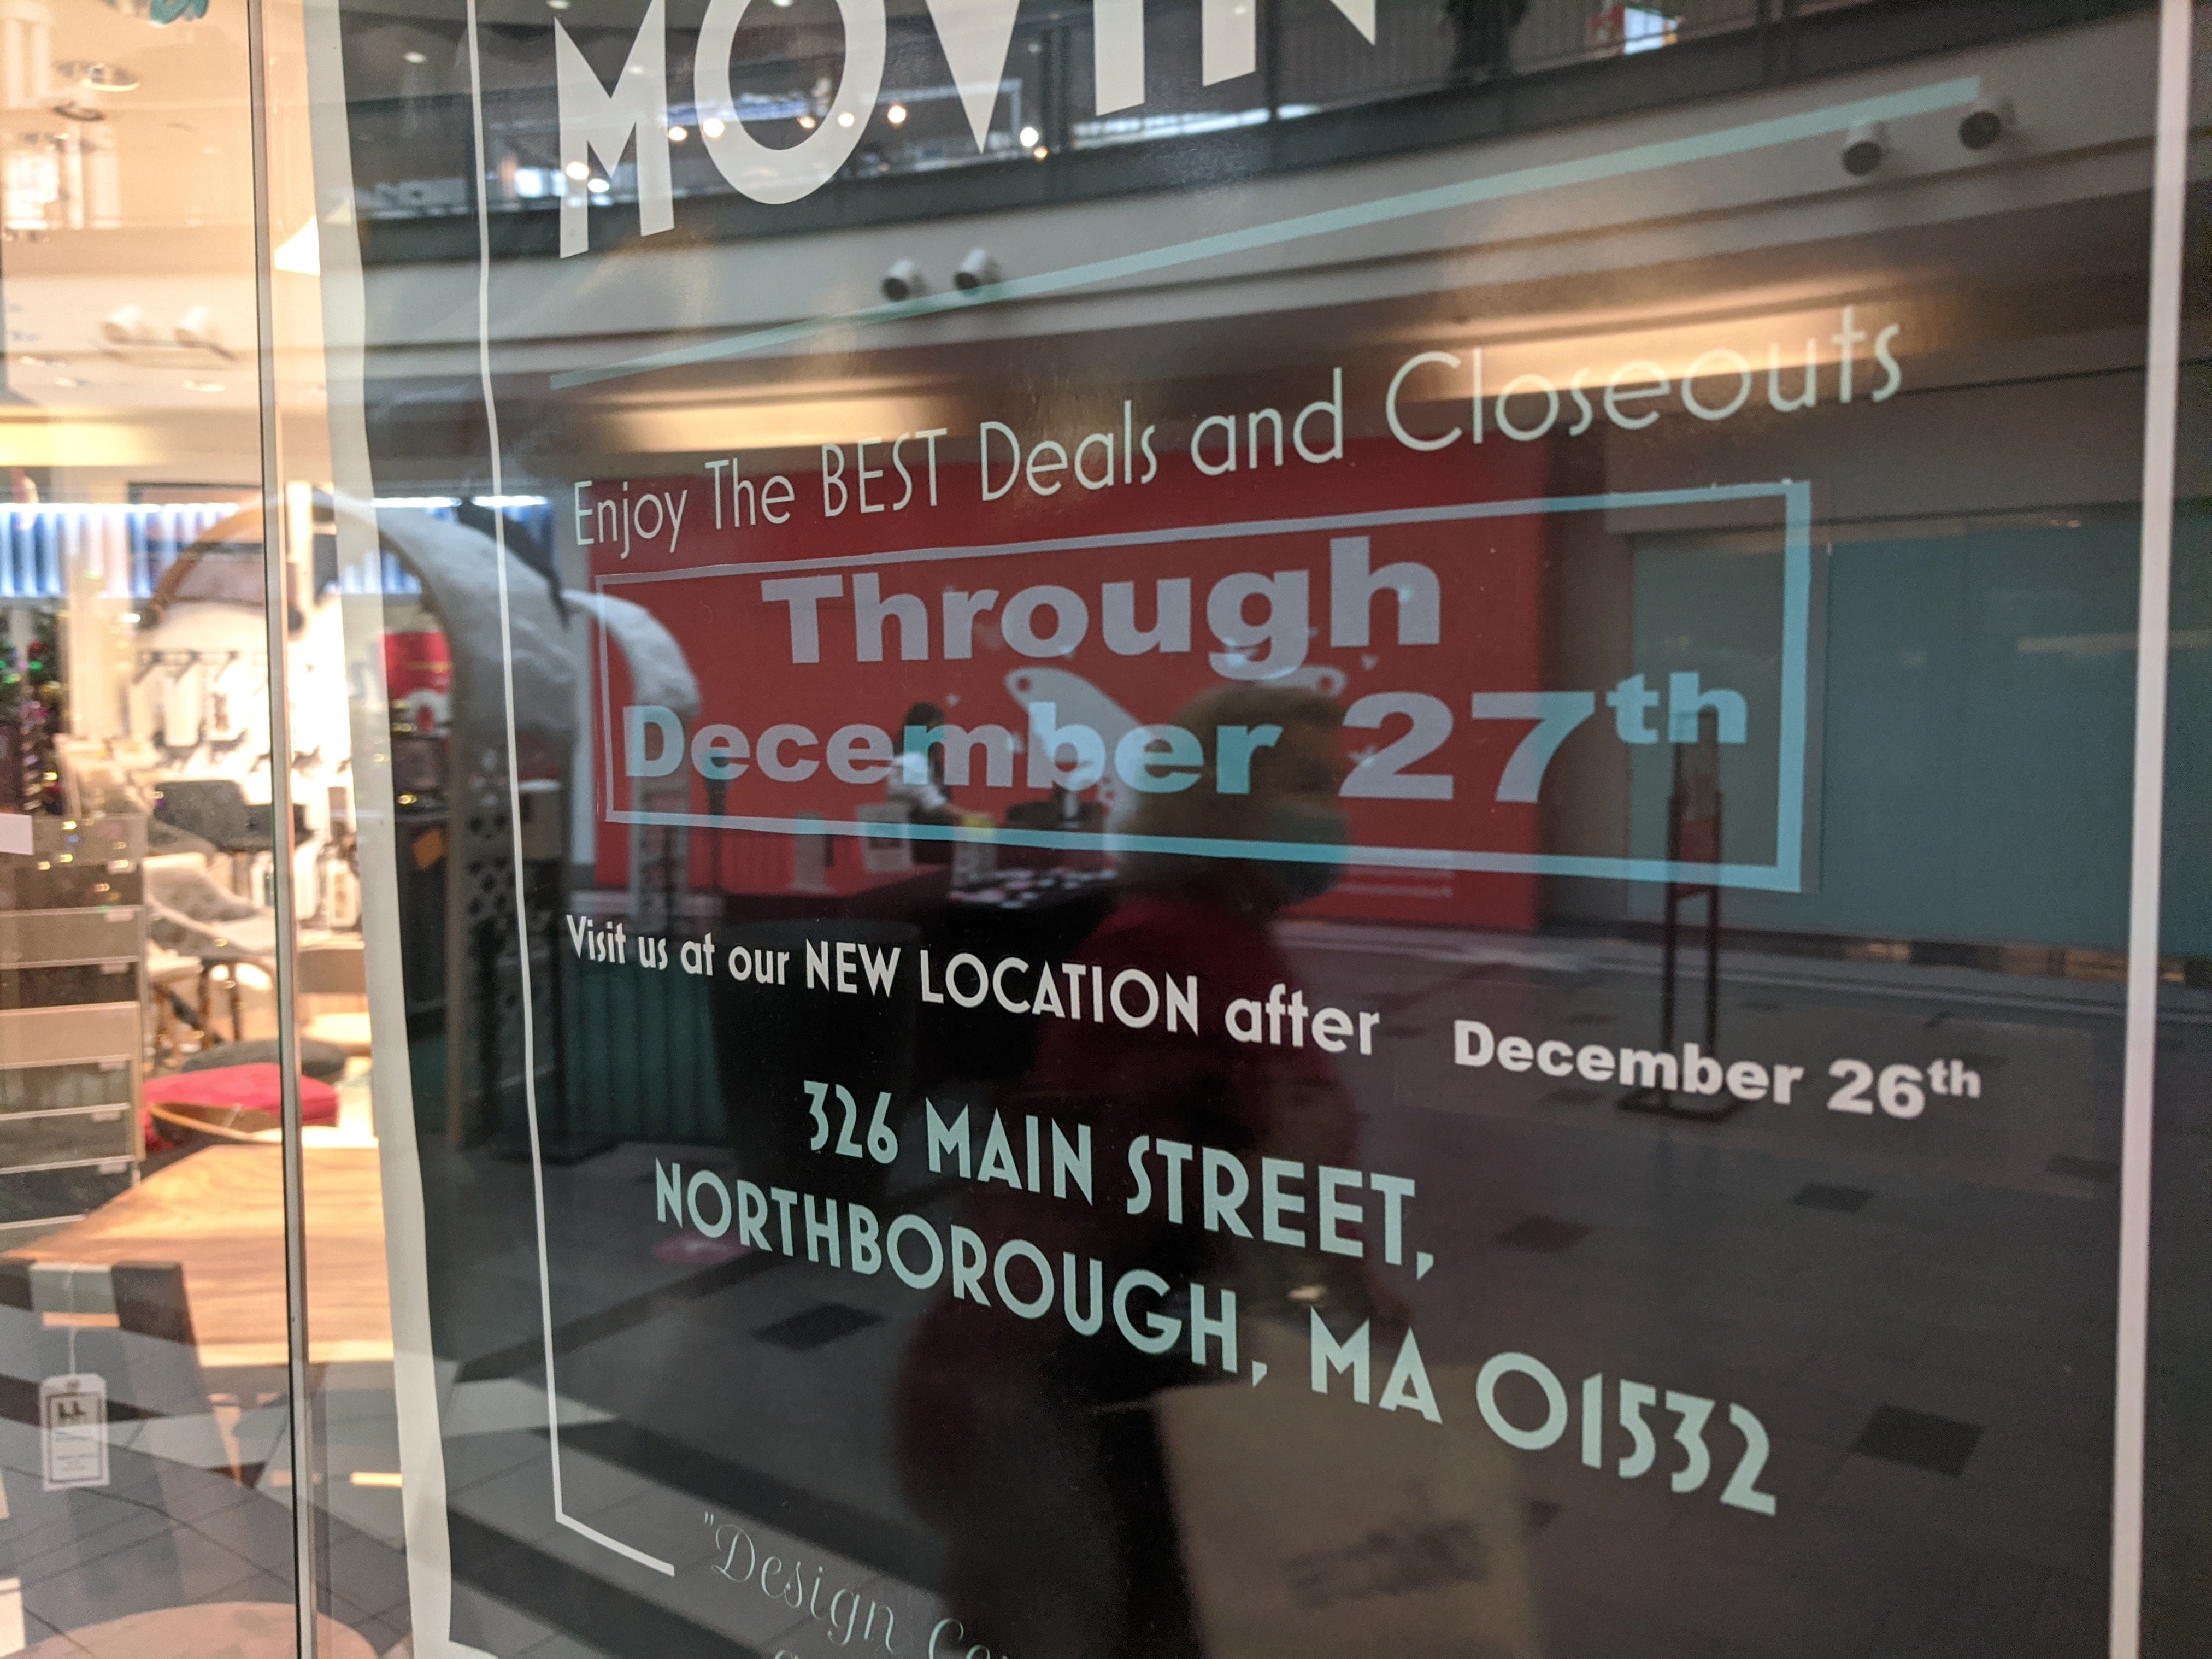 MOVIN
Enjoy The BEST Deals and Closeouts
Through
December 27th
Visit us at our NEW LOCATION after December 26th
326 MAIN STREET,
NORTHBOROUGH, MA 01532
"Design